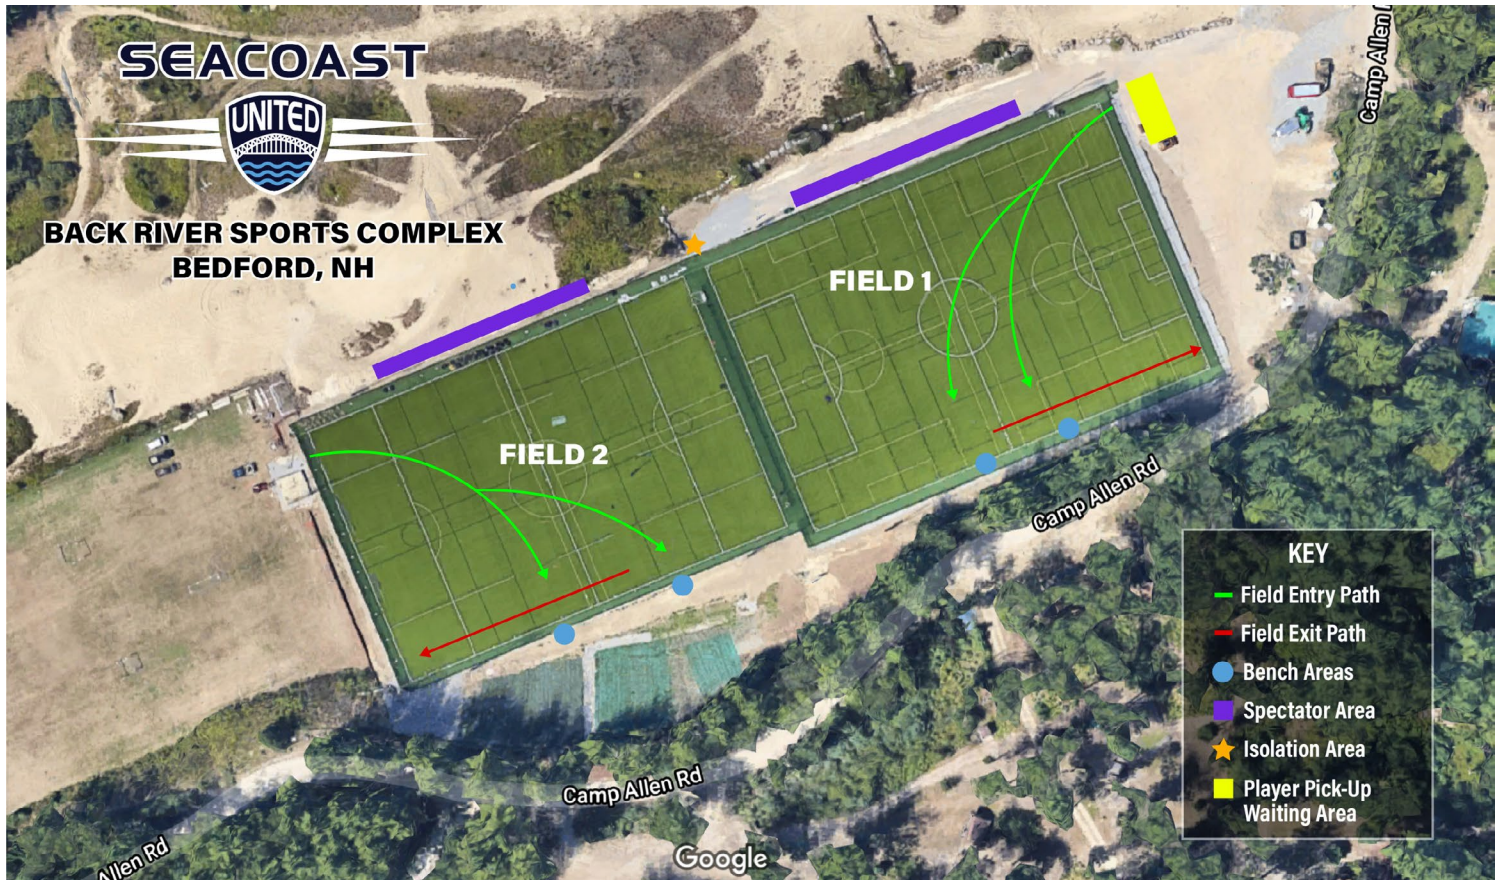 SEACOAST
UNITED
BACK RIVER SPORTS COMPLEX
BEDFORD, NH
Camp Allen
FIELD 1
FIELD 2
Camp Allen Rd
Camp Allen Rd
Allen Rd
KEY
Field Entry Path
Field Exit Path
Bench Areas
Spectator Area
Isolation Area
Player Pick-Up
Waiting Area
Google